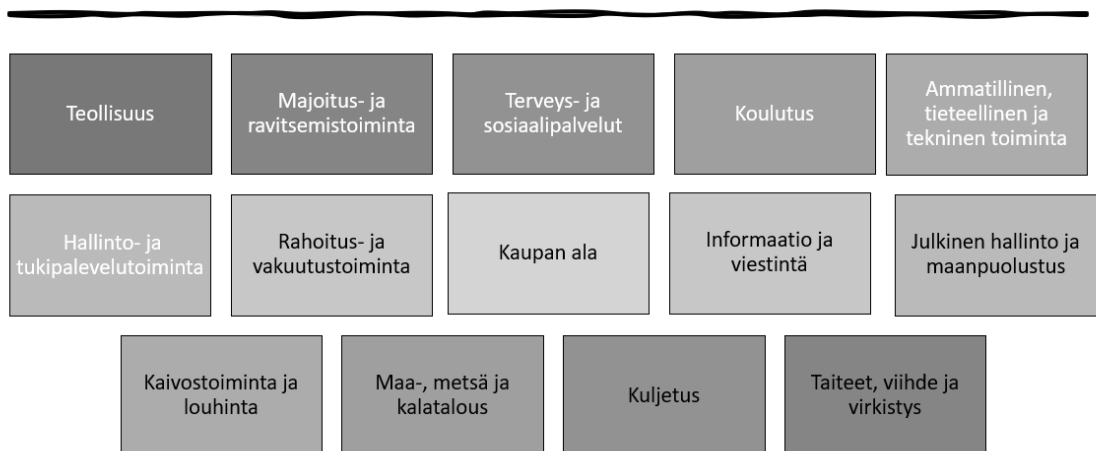 Teollisuus
Majoitus- ja
ravitsemistoiminta
Terveys- ja
sosiaalipalvelut
Koulutus
Ammatillinen,
tieteellinen ja
tekninen toiminta
Hallinto- ja
tukipalevelutoiminta
Rahoitus- ja
vakuutustoiminta
Kaupan ala
Informaatio ja
viestintä
Julkinen hallinto ja
maanpuolustus
Kaivostoiminta ja
louhinta
Maa-, metsä ja
kalatalous
Kuljetus
Taiteet, viihde ja
virkistys